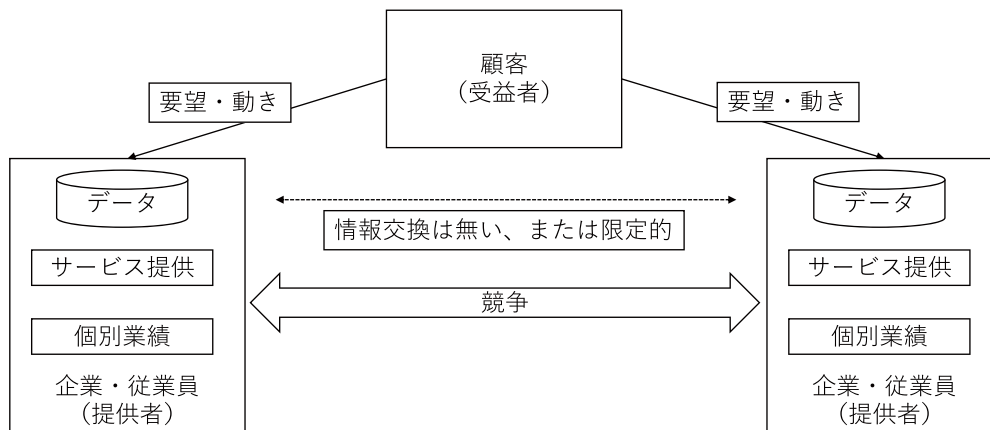 顧客
（受益者）
要望・動き
要望・動き
データ
データ
情報交換は無い、または限定的
サービス提供
サービス提供
競争
個別業績
個別業績
企業・従業員
（提供者）
企業・従業員
（提供者）